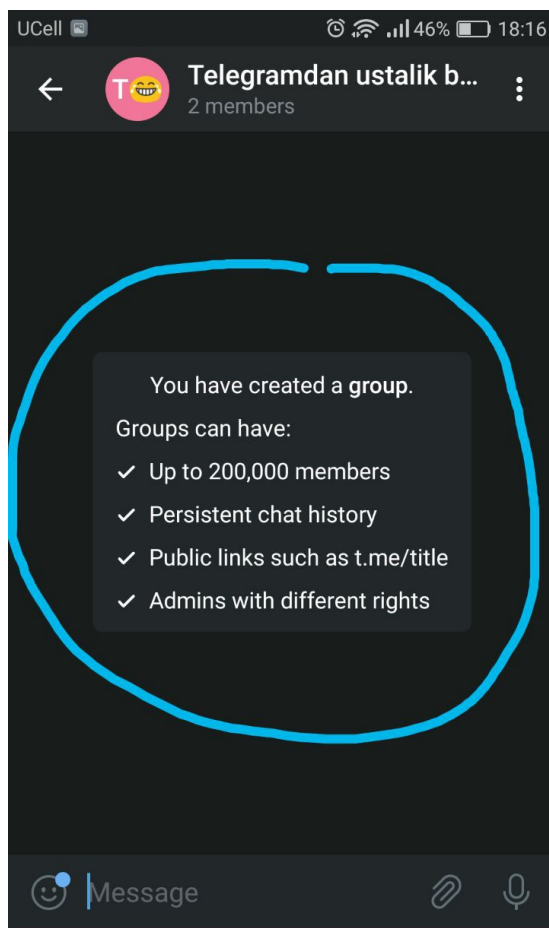 UCell 46% 18:16
Telegramdan ustalik b...
T😂 2 members
You have created a group.
Groups can have:
✓ Up to 200,000 members
✓ Persistent chat history
✓ Public links such as t.me/title
✓ Admins with different rights
Message